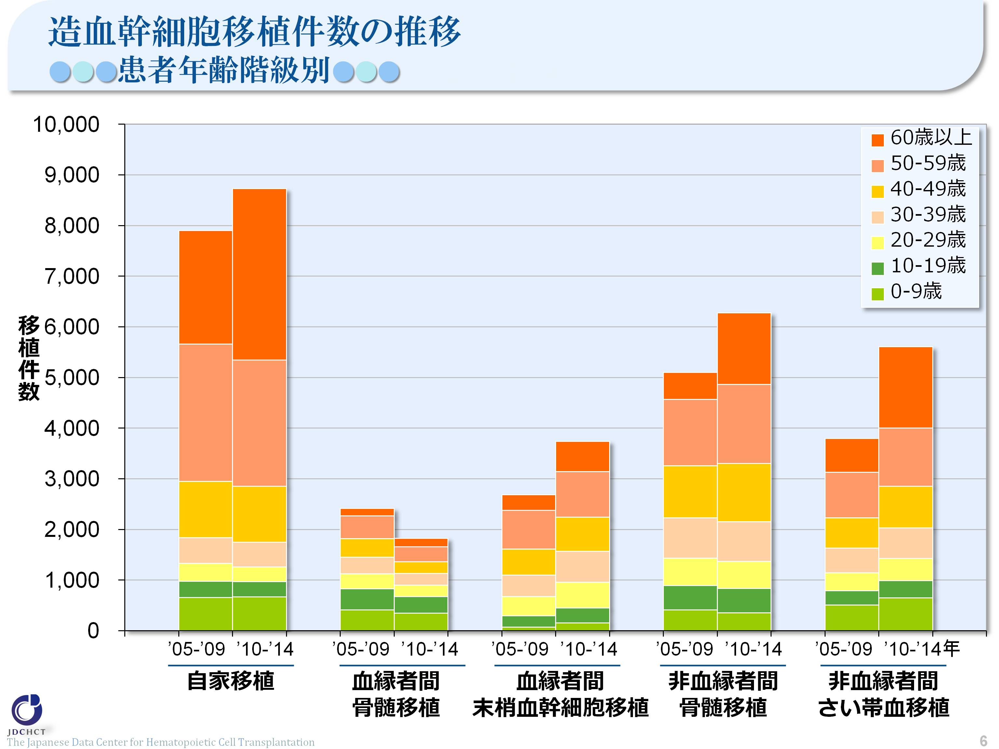 造血幹細胞移植件数の推移
患者年齢階級別
10,000
9,000
8,000
7,000
6,000
5,000
4,000
3,000
2,000
1,000
0
移植件数
60歳以上
50-59歳
40-49歳
30-39歳
20-29歳
10-19歳
0-9歳
’05-’09 ’10-’14 ’05-’09 ’10-’14 ’05-’09 ’10-’14 ’05-’09 ’10-’14 ’05-’09 ’10-’14年
自家移植
血縁者間
骨髄移植
血縁者間
末梢血幹細胞移植
非血縁者間
骨髄移植
非血縁者間
さい帯血移植
JDCHCT
The Japanese Data Center for Hematopoietic Cell Transplantation
6